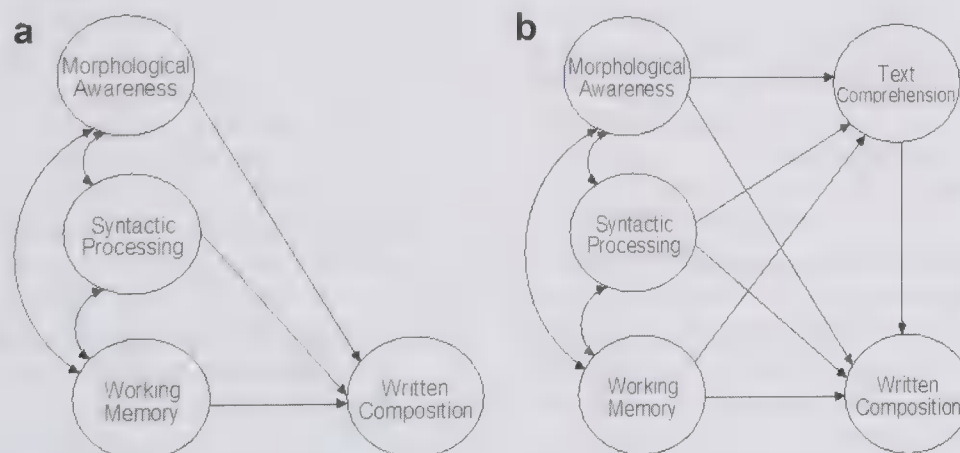 a
Morphological
Awareness
Syntactic
Processing
Working
Memory
Written
Composition
b
Morphological
Awareness
Text
Comprehension
Syntactic
Processing
Working
Memory
Written
Composition